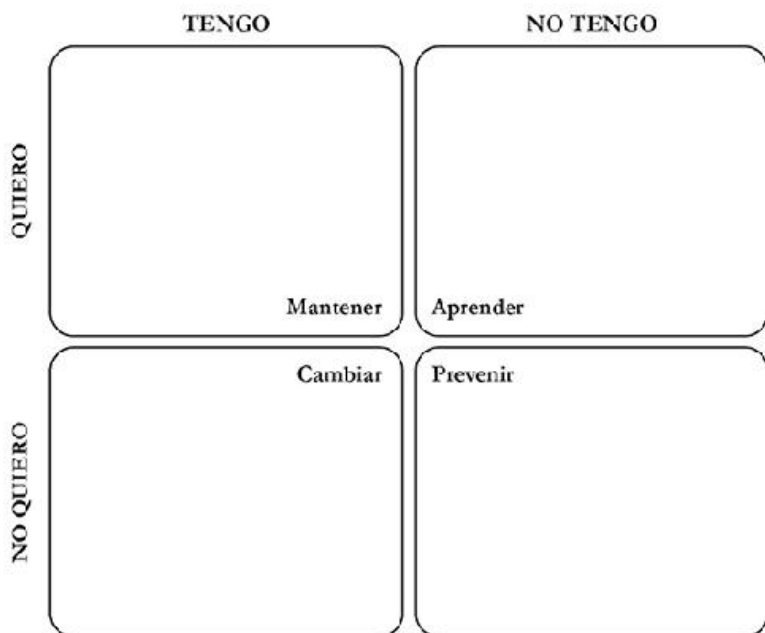 TENGO
NO TENGO
QUIERO
Mantener
Aprender
NO QUIERO
Cambiar
Prevenir